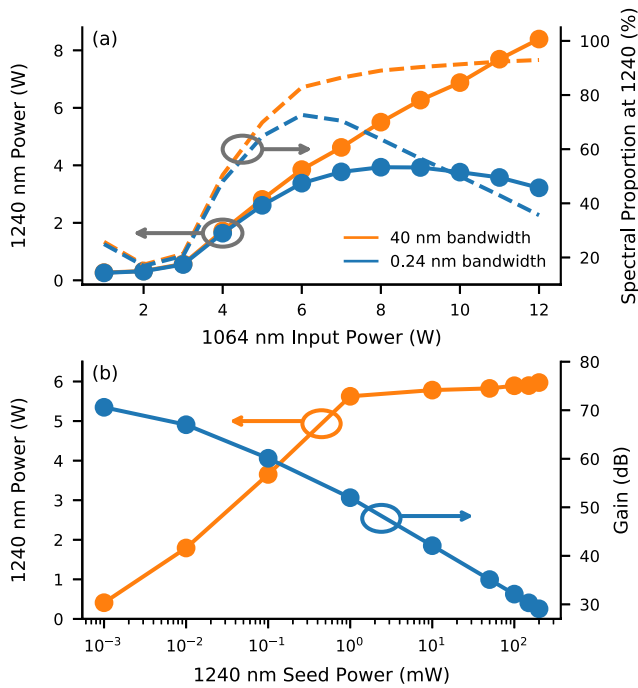 (a)
8
6
4
2
0
1240 nm Power (W)
100
80
60
40
20
Spectral Proportion at 1240 (%)
40 nm bandwidth
0.24 nm bandwidth
2 4 6 8 10 12
1064 nm Input Power (W)
(b)
6
5
4
3
2
1
0
1240 nm Power (W)
80
70
60
50
40
30
Gain (dB)
10⁻³ 10⁻² 10⁻¹ 10⁰ 10¹ 10²
1240 nm Seed Power (mW)